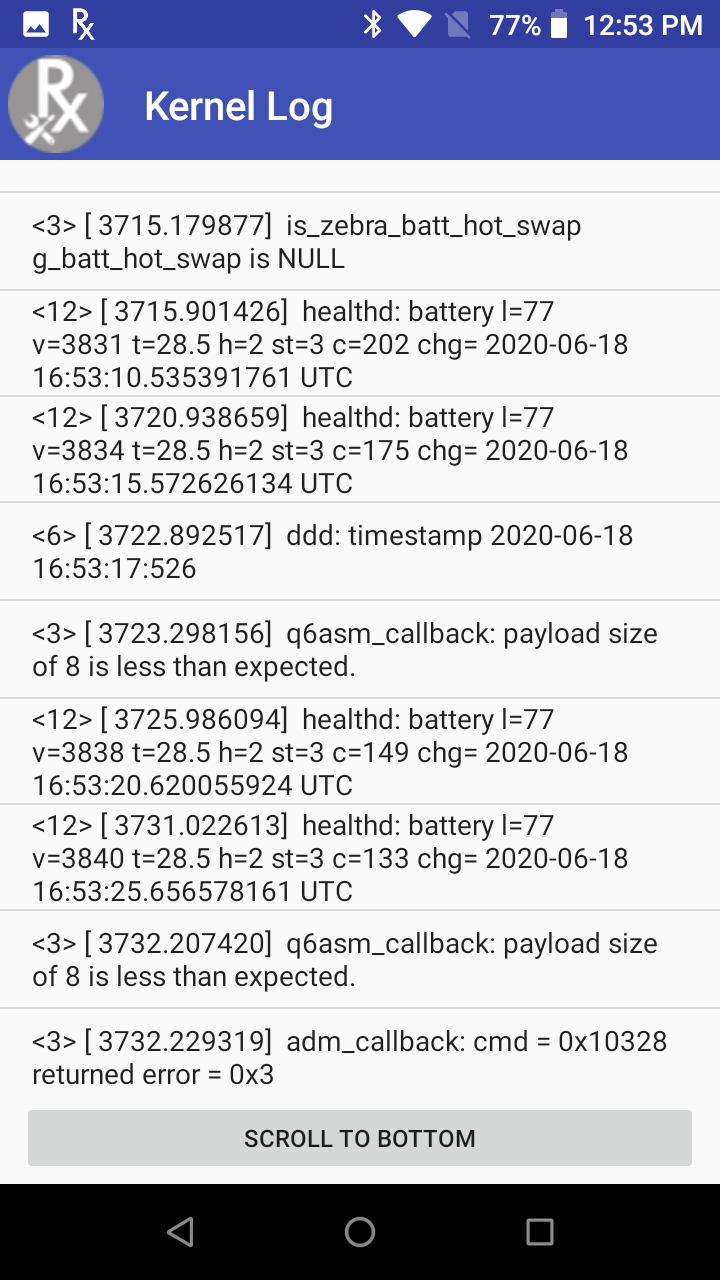 Rx
77%
12:53 PM
Rx
Kernel Log
<3> [ 3715.179877]  is_zebra_batt_hot_swap
g_batt_hot_swap is NULL
<12> [ 3715.901426]  healthd: battery l=77
v=3831 t=28.5 h=2 st=3 c=202 chg= 2020-06-18
16:53:10.535391761 UTC
<12> [ 3720.938659]  healthd: battery l=77
v=3834 t=28.5 h=2 st=3 c=175 chg= 2020-06-18
16:53:15.572626134 UTC
<6> [ 3722.892517]  ddd: timestamp 2020-06-18
16:53:17:526
<3> [ 3723.298156]  q6asm_callback: payload size
of 8 is less than expected.
<12> [ 3725.986094]  healthd: battery l=77
v=3838 t=28.5 h=2 st=3 c=149 chg= 2020-06-18
16:53:20.620055924 UTC
<12> [ 3731.022613]  healthd: battery l=77
v=3840 t=28.5 h=2 st=3 c=133 chg= 2020-06-18
16:53:25.656578161 UTC
<3> [ 3732.207420]  q6asm_callback: payload size
of 8 is less than expected.
<3> [ 3732.229319]  adm_callback: cmd = 0x10328
returned error = 0x3
SCROLL TO BOTTOM